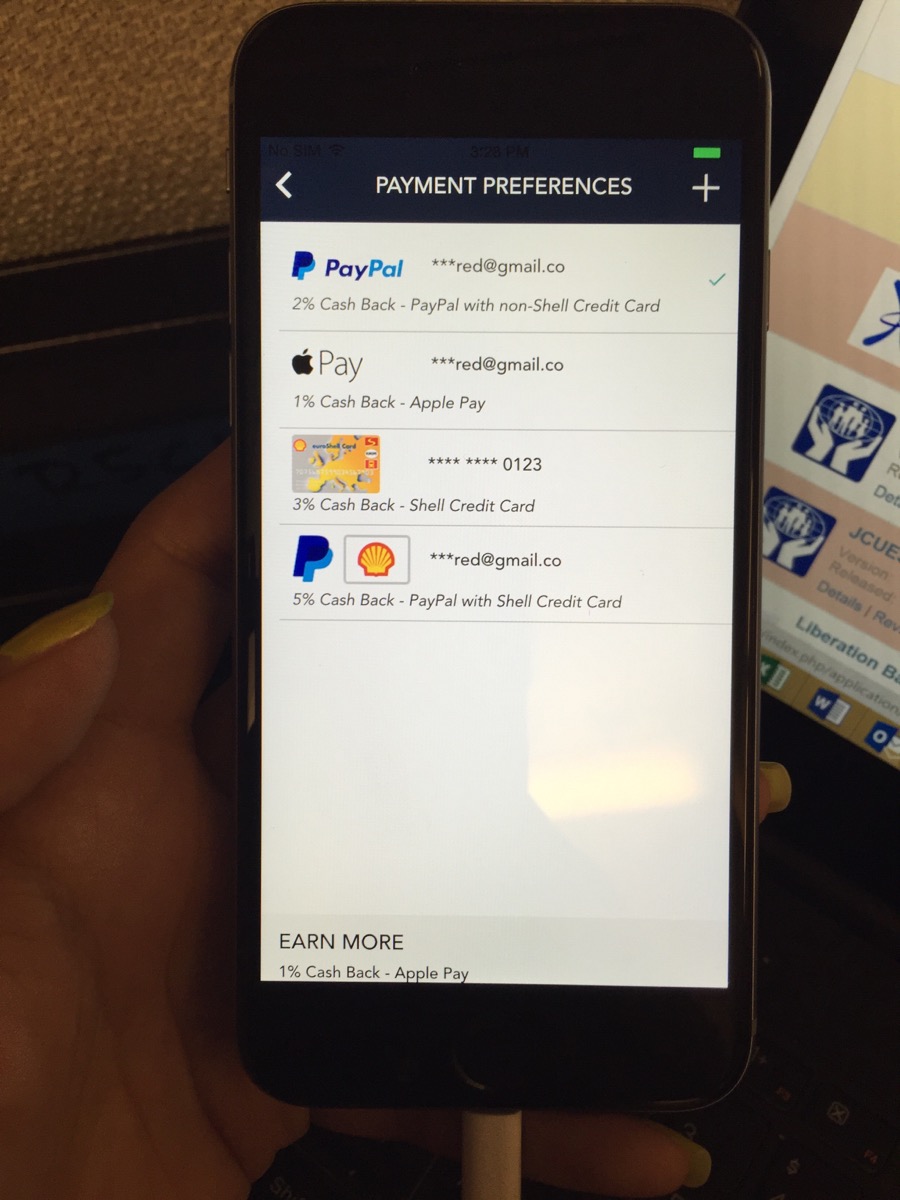 No SIM 3:28 PM
PAYMENT PREFERENCES
PayPal ***red@gmail.co
2% Cash Back - PayPal with non-Shell Credit Card
Pay ***red@gmail.co
1% Cash Back - Apple Pay
euroShell Card
**** **** 0123
3% Cash Back - Shell Credit Card
***red@gmail.co
5% Cash Back - PayPal with Shell Credit Card
EARN MORE
1% Cash Back - Apple Pay
JCUES
Version:
Released:
Details | Rev
Liberation Ba
/index.php/application